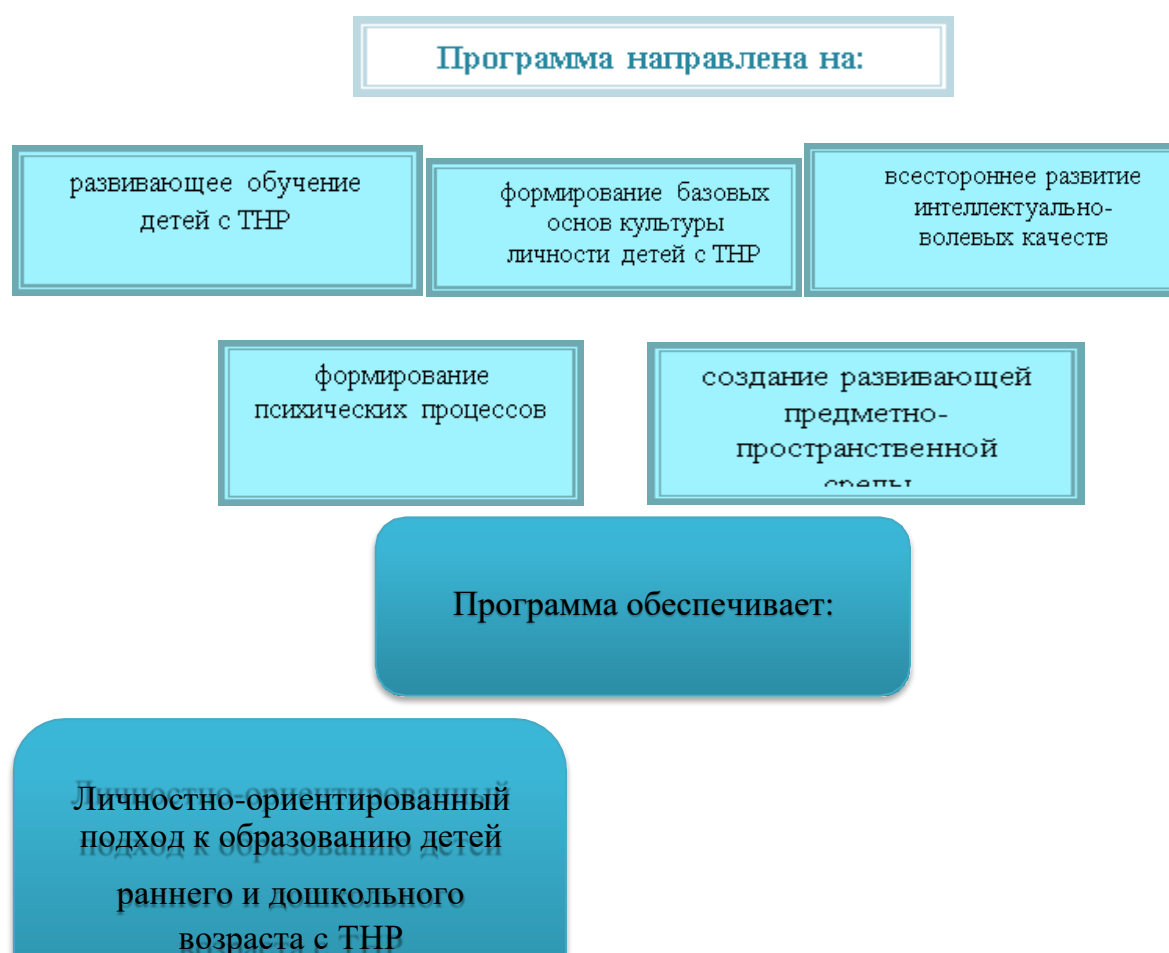 Программа направлена на:
развивающее обучение
детей с ТНР
формирование базовых
основ культуры
личности детей с ТНР
всестороннее развитие
интеллектуально-
волевых качеств
формирование
психических процессов
создание развивающей
предметно-
пространственной
среды
Программа обеспечивает:
Личностно-ориентированный
подход к образованию детей
раннего и дошкольного
возраста с ТНР